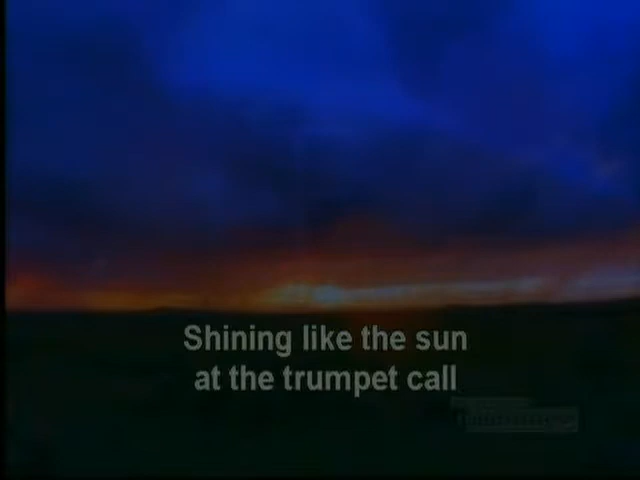 Shining like the sun
at the trumpet call